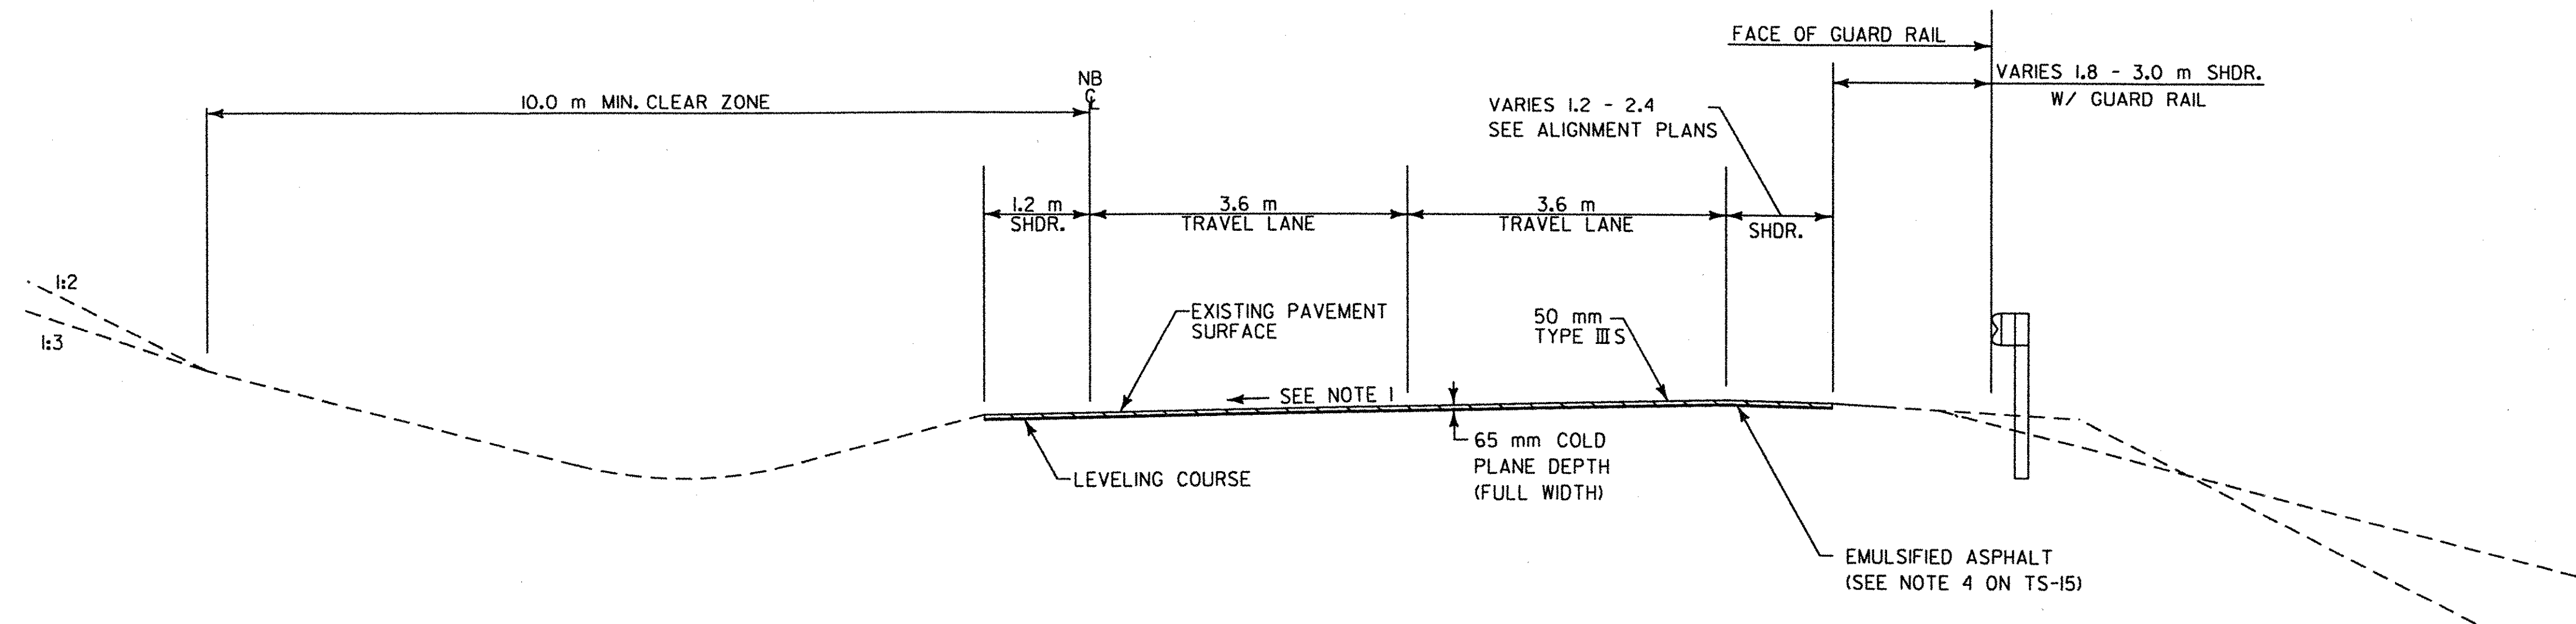 FACE OF GUARD RAIL
VARIES 1.8 - 3.0 m SHDR.
W/ GUARD RAIL
NB
℄
10.0 m MIN. CLEAR ZONE
VARIES 1.2 - 2.4
SEE ALIGNMENT PLANS
1.2 m
SHDR.
3.6 m
TRAVEL LANE
3.6 m
TRAVEL LANE
SHDR.
1:2
1:3
EXISTING PAVEMENT
SURFACE
50 mm
TYPE III S
SEE NOTE 1
65 mm COLD
PLANE DEPTH
(FULL WIDTH)
LEVELING COURSE
EMULSIFIED ASPHALT
(SEE NOTE 4 ON TS-15)